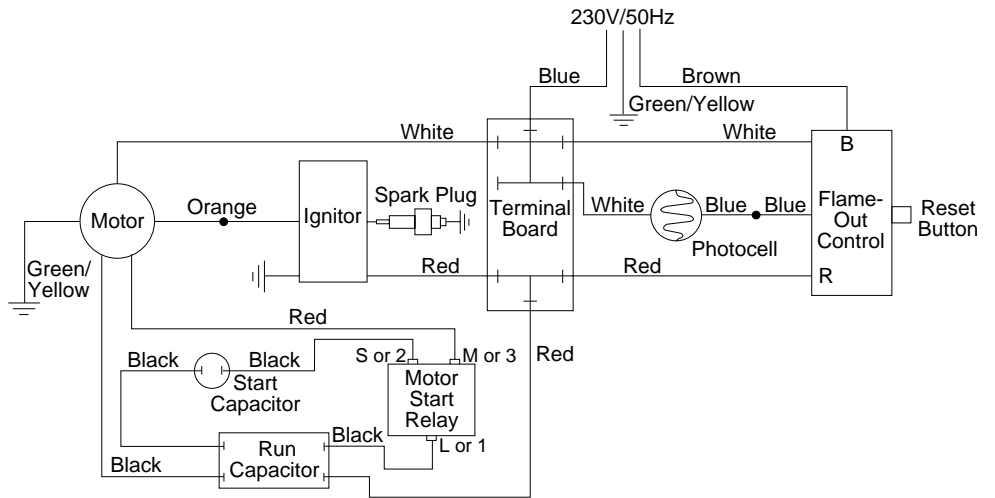 230V/50Hz
Blue
Brown
Green/Yellow
White
White
B
Motor
Orange
Ignitor
Spark Plug
Terminal
Board
White
Blue
Blue
Photocell
Flame-
Out
Control
Reset
Button
Green/
Yellow
Red
Red
R
Red
Black
Black
S or 2
M or 3
Red
Start
Capacitor
Motor
Start
Relay
Black
L or 1
Run
Capacitor
Black